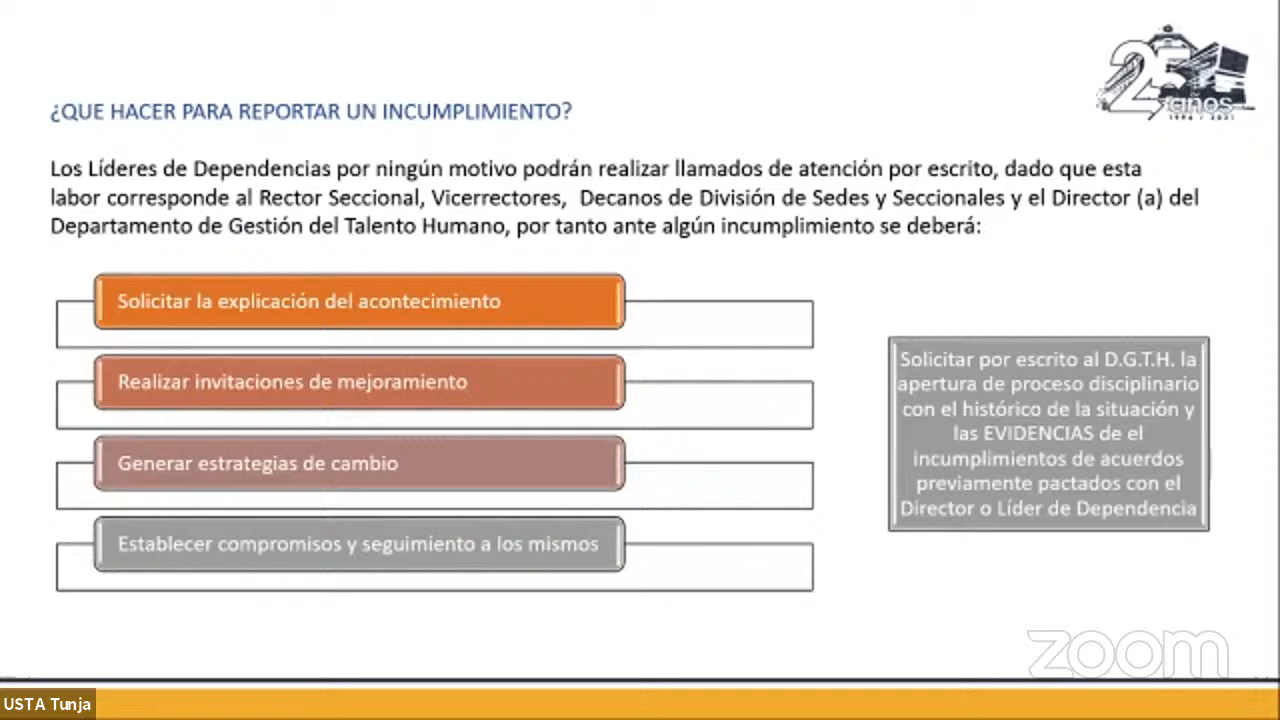 25
años
1996 / 2021
¿QUE HACER PARA REPORTAR UN INCUMPLIMIENTO?
Los Líderes de Dependencias por ningún motivo podrán realizar llamados de atención por escrito, dado que esta
labor corresponde al Rector Seccional, Vicerrectores, Decanos de División de Sedes y Seccionales y el Director (a) del
Departamento de Gestión del Talento Humano, por tanto ante algún incumplimiento se deberá:
Solicitar la explicación del acontecimiento
Realizar invitaciones de mejoramiento
Generar estrategias de cambio
Establecer compromisos y seguimiento a los mismos
Solicitar por escrito al D.G.T.H. la
apertura de proceso disciplinario
con el histórico de la situación y
las EVIDENCIAS de el
incumplimientos de acuerdos
previamente pactados con el
Director o Líder de Dependencia
zoom
USTA Tunja